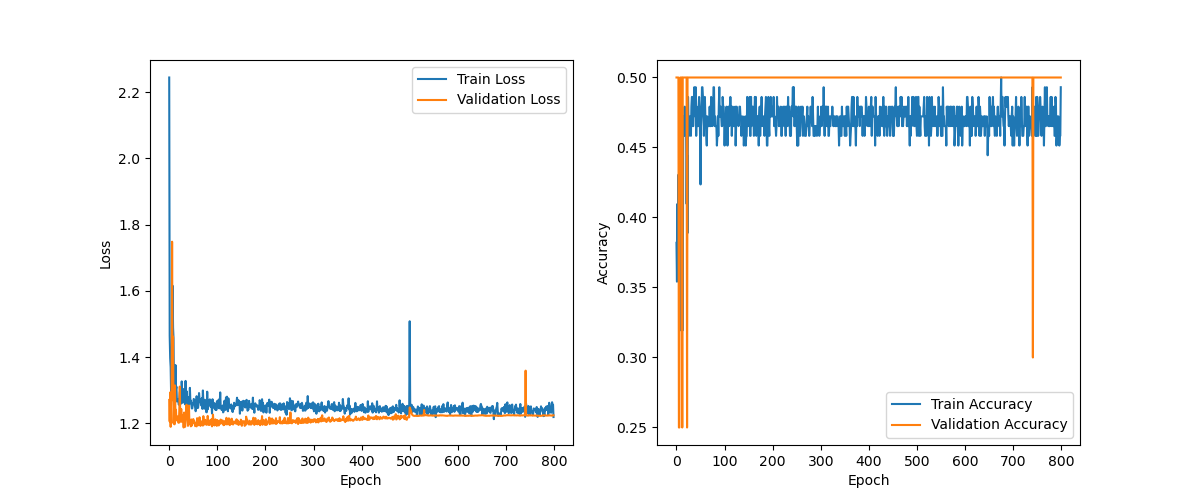 2.2
2.0
1.8
1.6
1.4
1.2
Loss
0 100 200 300 400 500 600 700 800
Epoch
Train Loss
Validation Loss
0.50
0.45
0.40
0.35
0.30
0.25
Accuracy
0 100 200 300 400 500 600 700 800
Epoch
Train Accuracy
Validation Accuracy